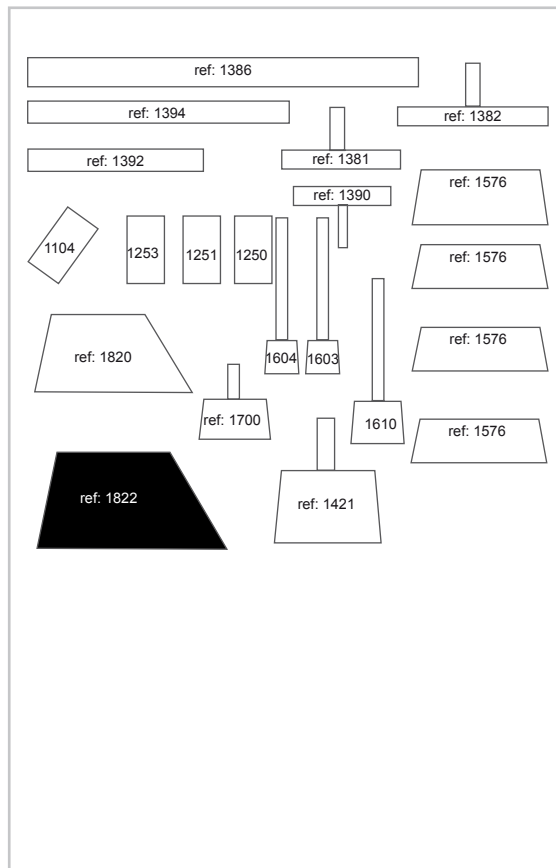 ref: 1386
ref: 1394
ref: 1382
ref: 1392
ref: 1381
ref: 1390
ref: 1576
1104
1253
1251
1250
ref: 1576
ref: 1820
1604
1603
ref: 1576
ref: 1700
1610
ref: 1576
ref: 1822
ref: 1421